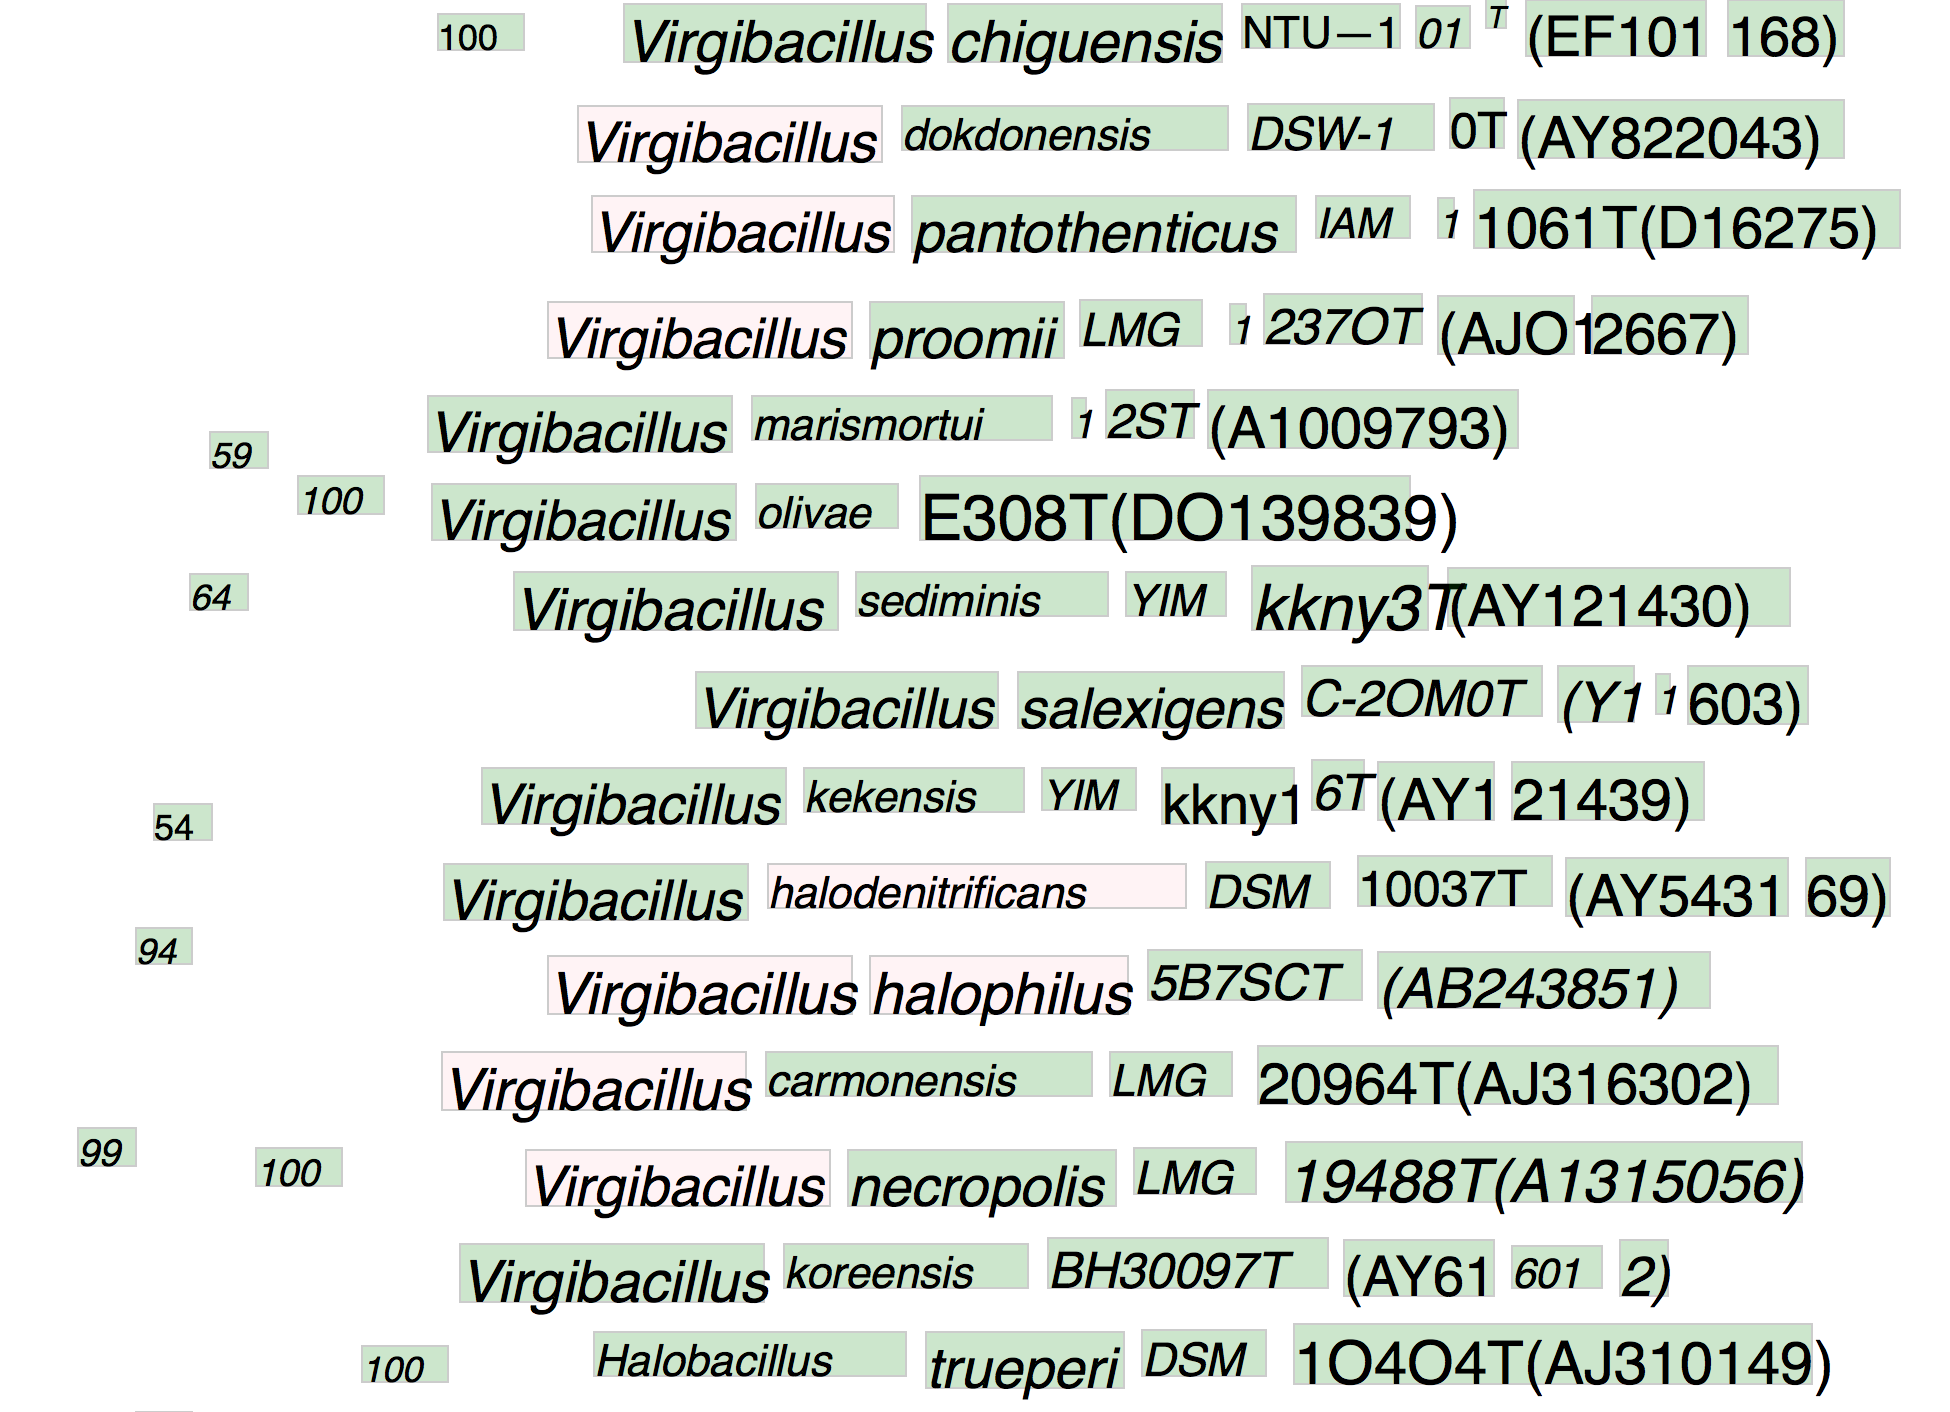 100 Virgibacillus chiguensis NTU—1 01 T (EF101 168)
Virgibacillus dokdonensis DSW-1 0T (AY822043)
Virgibacillus pantothenticus IAM 1 1061T(D16275)
Virgibacillus proomii LMG 1 237OT (AJO12667)
Virgibacillus marismortui 1 2ST (A1009793)
59
100 Virgibacillus olivae E308T(DO139839)
64 Virgibacillus sediminis YIM kkny3T(AY121430)
Virgibacillus salexigens C-2OM0T (Y1 1 603)
Virgibacillus kekensis YIM kkny1 6T (AY1 21439)
54
Virgibacillus halodenitrificans DSM 10037T (AY5431 69)
94
Virgibacillus halophilus 5B7SCT (AB243851)
Virgibacillus carmonensis LMG 20964T(AJ316302)
99
100 Virgibacillus necropolis LMG 19488T(A1315056)
Virgibacillus koreensis BH30097T (AY61 601 2)
100 Halobacillus trueperi DSM 1O4O4T(AJ310149)